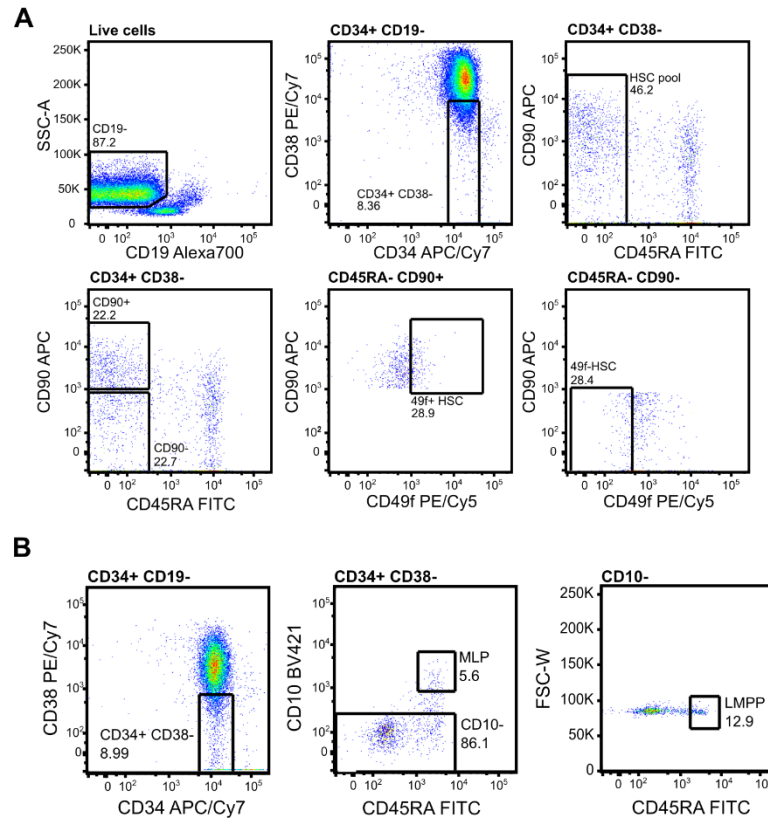 A
Live cells
250K
200K
150K
100K
50K
0
SSC-A
CD19-
87.2
0 10² 10³ 10⁴ 10⁵
CD19 Alexa700
CD34+ CD19-
10⁵
10⁴
10³
10²
0
CD38 PE/Cy7
CD34+ CD38-
8.36
0 10² 10³ 10⁴ 10⁵
CD34 APC/Cy7
CD34+ CD38-
10⁵
10⁴
10³
10²
0
CD90 APC
HSC pool
46.2
0 10² 10³ 10⁴ 10⁵
CD45RA FITC
CD34+ CD38-
10⁵
10⁴
10³
10²
0
CD90 APC
CD90+
22.2
CD90-
22.7
0 10² 10³ 10⁴ 10⁵
CD45RA FITC
CD45RA- CD90+
10⁵
10⁴
10³
10²
0
CD90 APC
49f+ HSC
28.9
0 10² 10³ 10⁴ 10⁵
CD49f PE/Cy5
CD45RA- CD90-
10⁵
10⁴
10³
10²
0
CD90 APC
49f-HSC
28.4
0 10² 10³ 10⁴ 10⁵
CD49f PE/Cy5
B
CD34+ CD19-
10⁵
10⁴
10³
10²
0
CD38 PE/Cy7
CD34+ CD38-
8.99
0 10² 10³ 10⁴ 10⁵
CD34 APC/Cy7
CD34+ CD38-
10⁵
10⁴
10³
10²
0
CD10 BV421
MLP
5.6
CD10-
86.1
0 10² 10³ 10⁴ 10⁵
CD45RA FITC
CD10-
250K
200K
150K
100K
50K
0
FSC-W
LMPP
12.9
0 10² 10³ 10⁴ 10
CD45RA FITC